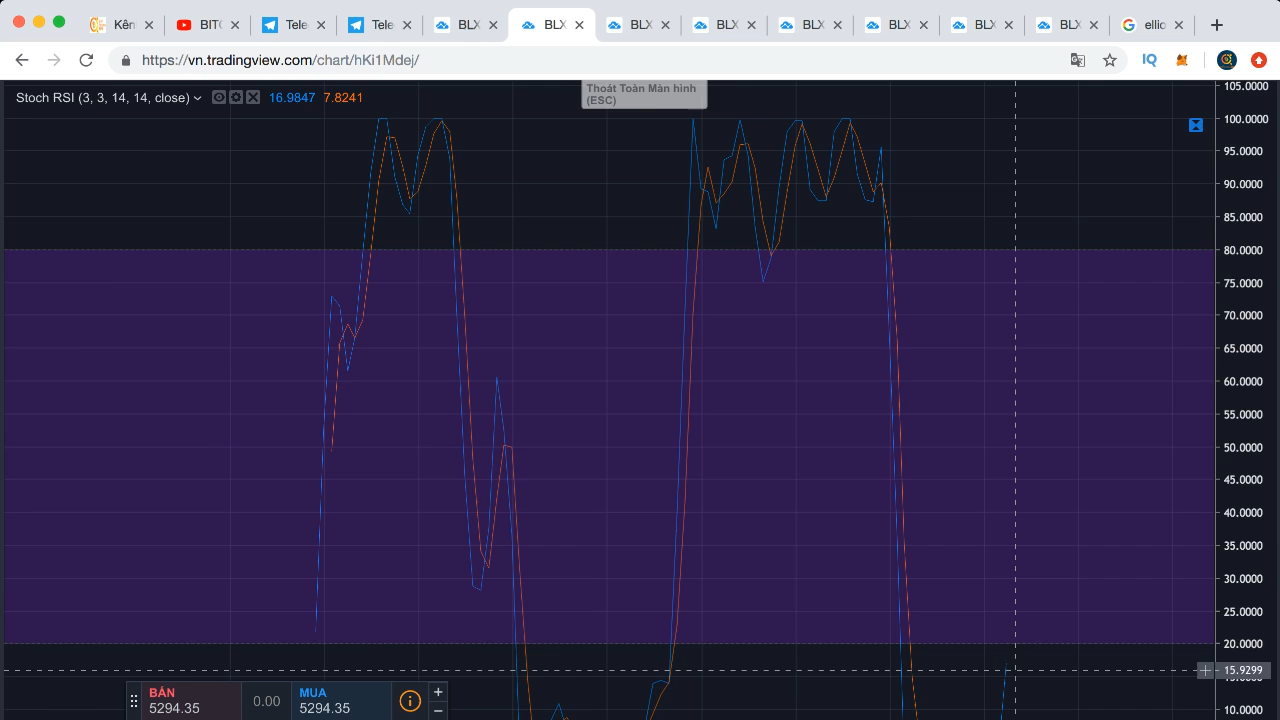 Kên
BIT
Tele
Tele
BLX
BLX
BLX
BLX
BLX
BLX
BLX
BLX
ellic
https://vn.tradingview.com/chart/hKi1Mdej/
IQ
Stoch RSI (3, 3, 14, 14, close)
16.9847 7.8241
Thoát Toàn Màn hình
(ESC)
105.0000
100.0000
95.0000
90.0000
85.0000
80.0000
75.0000
70.0000
65.0000
60.0000
55.0000
50.0000
45.0000
40.0000
35.0000
30.0000
25.0000
20.0000
15.9299
10.0000
BÁN
5294.35
0.00
MUA
5294.35